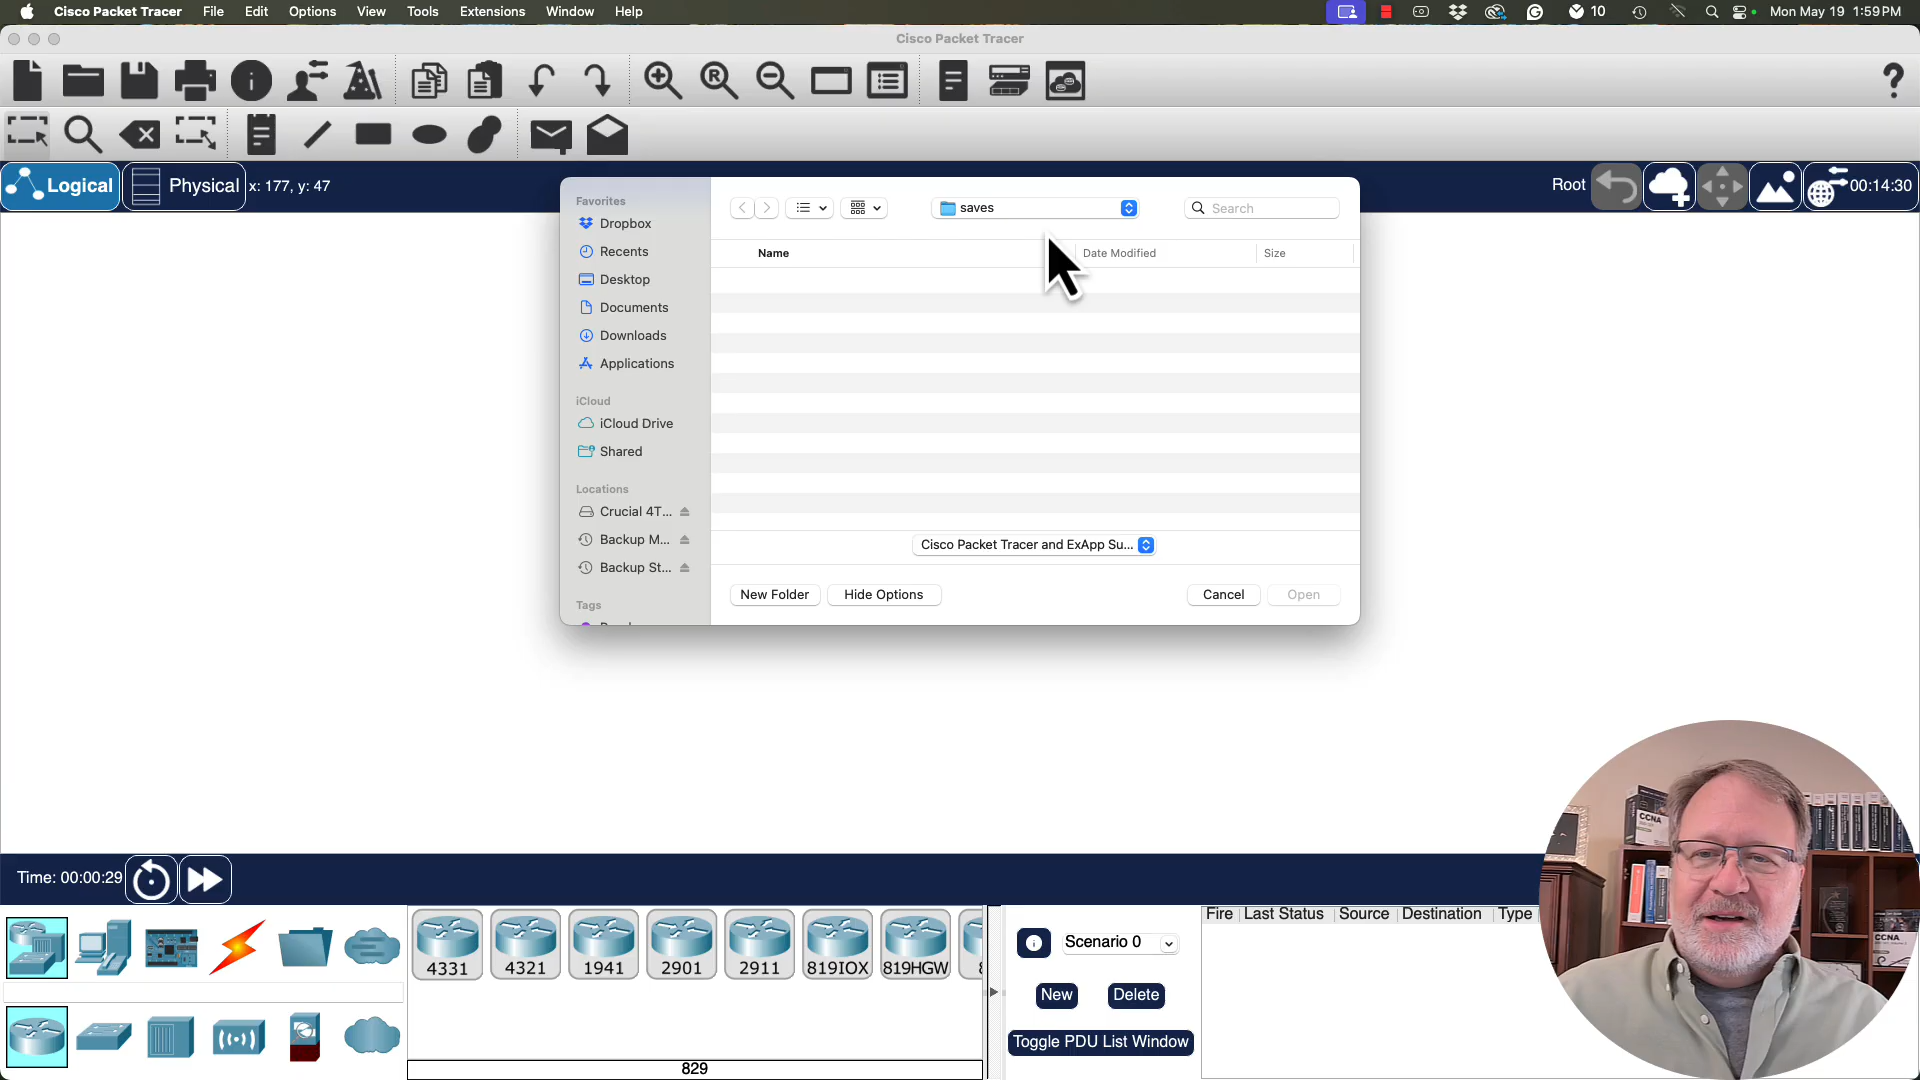 Cisco Packet Tracer File Edit Options View Tools Extensions Window Help 10 Mon May 19 1:59 PM
Cisco Packet Tracer
Logical Physical x: 177, y: 47 Root 00:14:30
Favorites
Dropbox
Recents
Desktop
Documents
Downloads
Applications
iCloud
iCloud Drive
Shared
Locations
Crucial 4T...
Backup M...
Backup St...
Tags
saves Search
Name Date Modified Size
Cisco Packet Tracer and ExApp Su...
New Folder Hide Options Cancel Open
Time: 00:00:29
4331 4321 1941 2901 2911 819IOX 819HGW
829
Scenario 0
New Delete
Toggle PDU List Window
Fire Last Status Source Destination Type
CCNA
CCNA